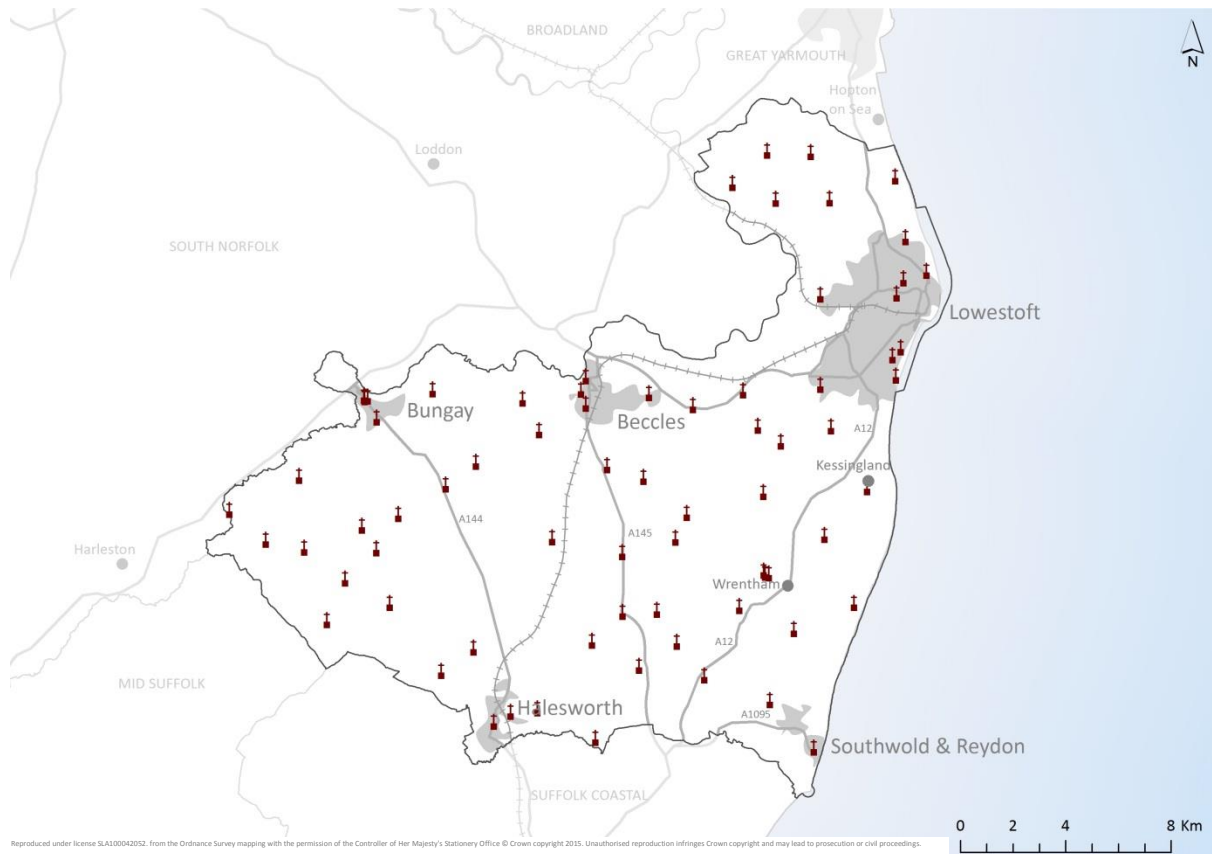 BROADLAND
GREAT YARMOUTH
N
Hopton
on Sea
Loddon
SOUTH NORFOLK
Lowestoft
Bungay
Beccles
A12
Kessingland
A144
A145
Harleston
Wrentham
A12
MID SUFFOLK
Halesworth
A1095
Southwold & Reydon
SUFFOLK COASTAL
0 2 4 8 Km
Reproduced under license SLA100042052. from the Ordnance Survey mapping with the permission of the Controller of Her Majesty's Stationery Office © Crown copyright 2015. Unauthorised reproduction infringes Crown copyright and may lead to prosecution or civil proceedings.